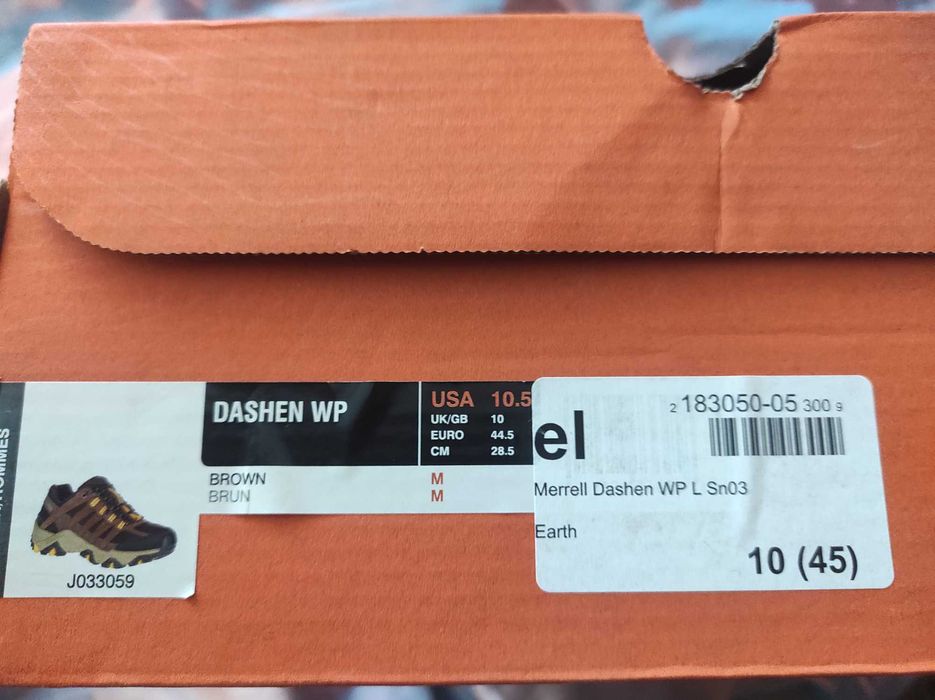 DASHEN WP
BROWN
BRUN
USA 10.5
UK/GB 10
EURO 44.5
CM 28.5
M
M
J033059
el
2 183050-05 300 9
Merrell Dashen WP L Sn03
Earth
10 (45)